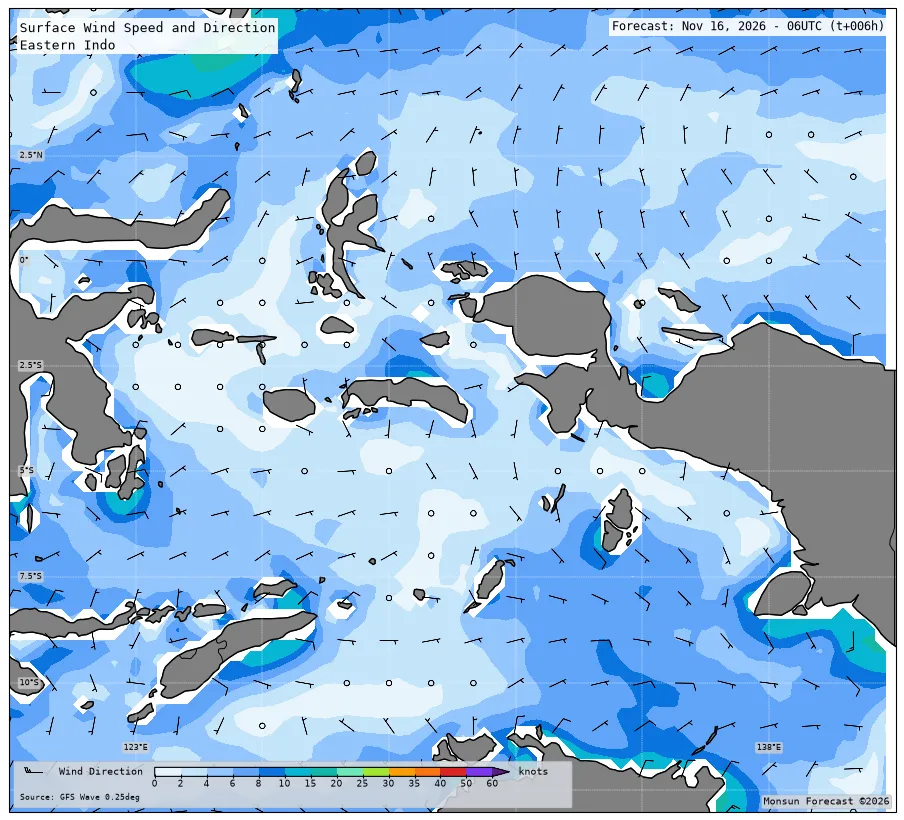 Surface Wind Speed and Direction
Eastern Indo
Forecast: Nov 16, 2026 - 06UTC (t+006h)
2.5°N
0°
2.5°S
5°S
7.5°S
10°S
123°E
138°E
Wind Direction
knots
0 2 4 6 8 10 15 20 25 30 35 40 50 60
Source: GFS Wave 0.25deg
Monsun Forecast ©2026